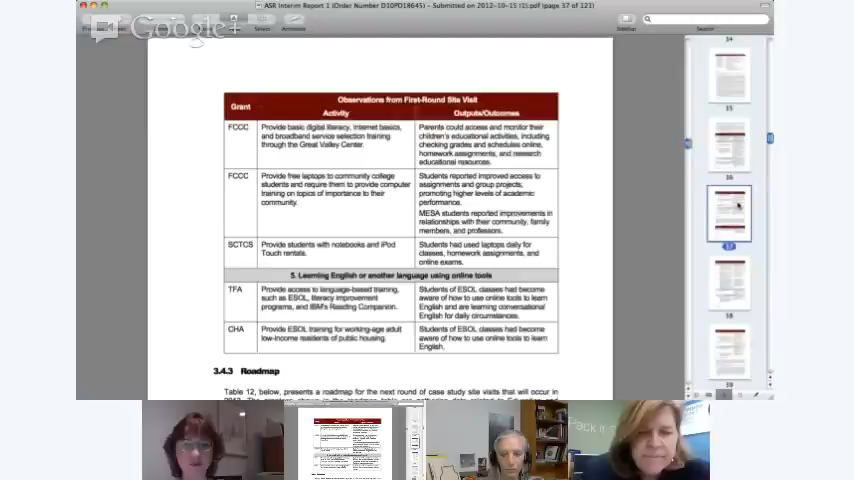 ASR Interim Report 1 (Order Number D10PD18645) – Submitted on 2012-10-15 (1).pdf (page 37 of 121)
Google+
Select
Annotate
Sidebar
Search
Observations from First-Round Site Visit
Grant
Activity
Outputs/Outcomes
FCCC
Provide basic digital literacy, internet basics,
and broadband service selection training
through the Great Valley Center.
Parents could access and monitor their
children's educational activities, including
checking grades and schedules online,
homework assignments, and research
educational resources.
FCCC
Provide free laptops to community college
students and require them to provide computer
training on topics of importance to their
community.
Students reported improved access to
assignments and group projects,
promoting higher levels of academic
performance.
MESA students reported improvements in
relationships with their community, family
members, and professors.
SCTCS
Provide students with notebooks and iPod
Touch rentals.
Students had used laptops daily for
classes, homework assignments, and
online exams.
5. Learning English or another language using online tools
TFA
Provide access to language-based training,
such as ESOL, literacy improvement
programs, and IBM's Reading Companion.
Students of ESOL classes had become
aware of how to use online tools to learn
English and are learning conversational
English for daily circumstances.
CHA
Provide ESOL training for working-age adult
low-income residents of public housing.
Students of ESOL classes had become
aware of how to use online tools to learn
English.
3.4.3 Roadmap
Table 12, below, presents a roadmap for the next round of case study site visits that will occur in
34
35
36
37
38
39
Pack it